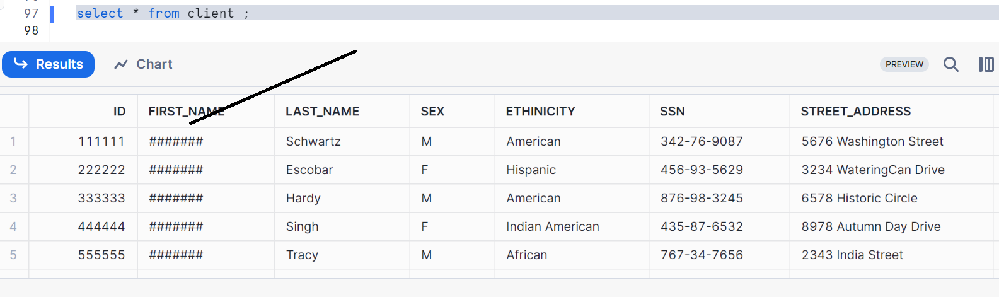 97 select * from client ;
98
Results Chart PREVIEW
ID FIRST_NAME LAST_NAME SEX ETHINICITY SSN STREET_ADDRESS
1 111111 ####### Schwartz M American 342-76-9087 5676 Washington Street
2 222222 ####### Escobar F Hispanic 456-93-5629 3234 WateringCan Drive
3 333333 ####### Hardy M American 876-98-3245 6578 Historic Circle
4 444444 ####### Singh F Indian American 435-87-6532 8978 Autumn Day Drive
5 555555 ####### Tracy M African 767-34-7656 2343 India Street